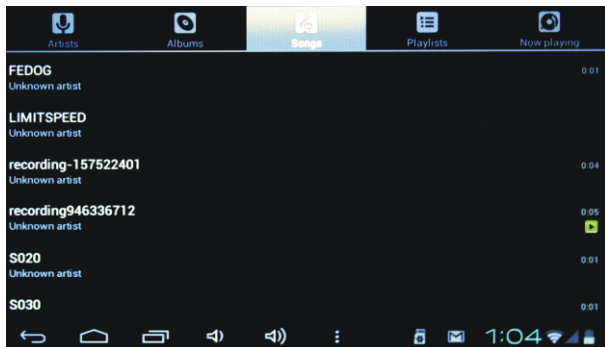 Artists
Albums
Songs
Playlists
Now playing
FEDOG
0:01
Unknown artist
LIMITSPEED
Unknown artist
recording-157522401
0:04
Unknown artist
recording946336712
0:05
Unknown artist
S020
0:01
Unknown artist
S030
0:01
1:04